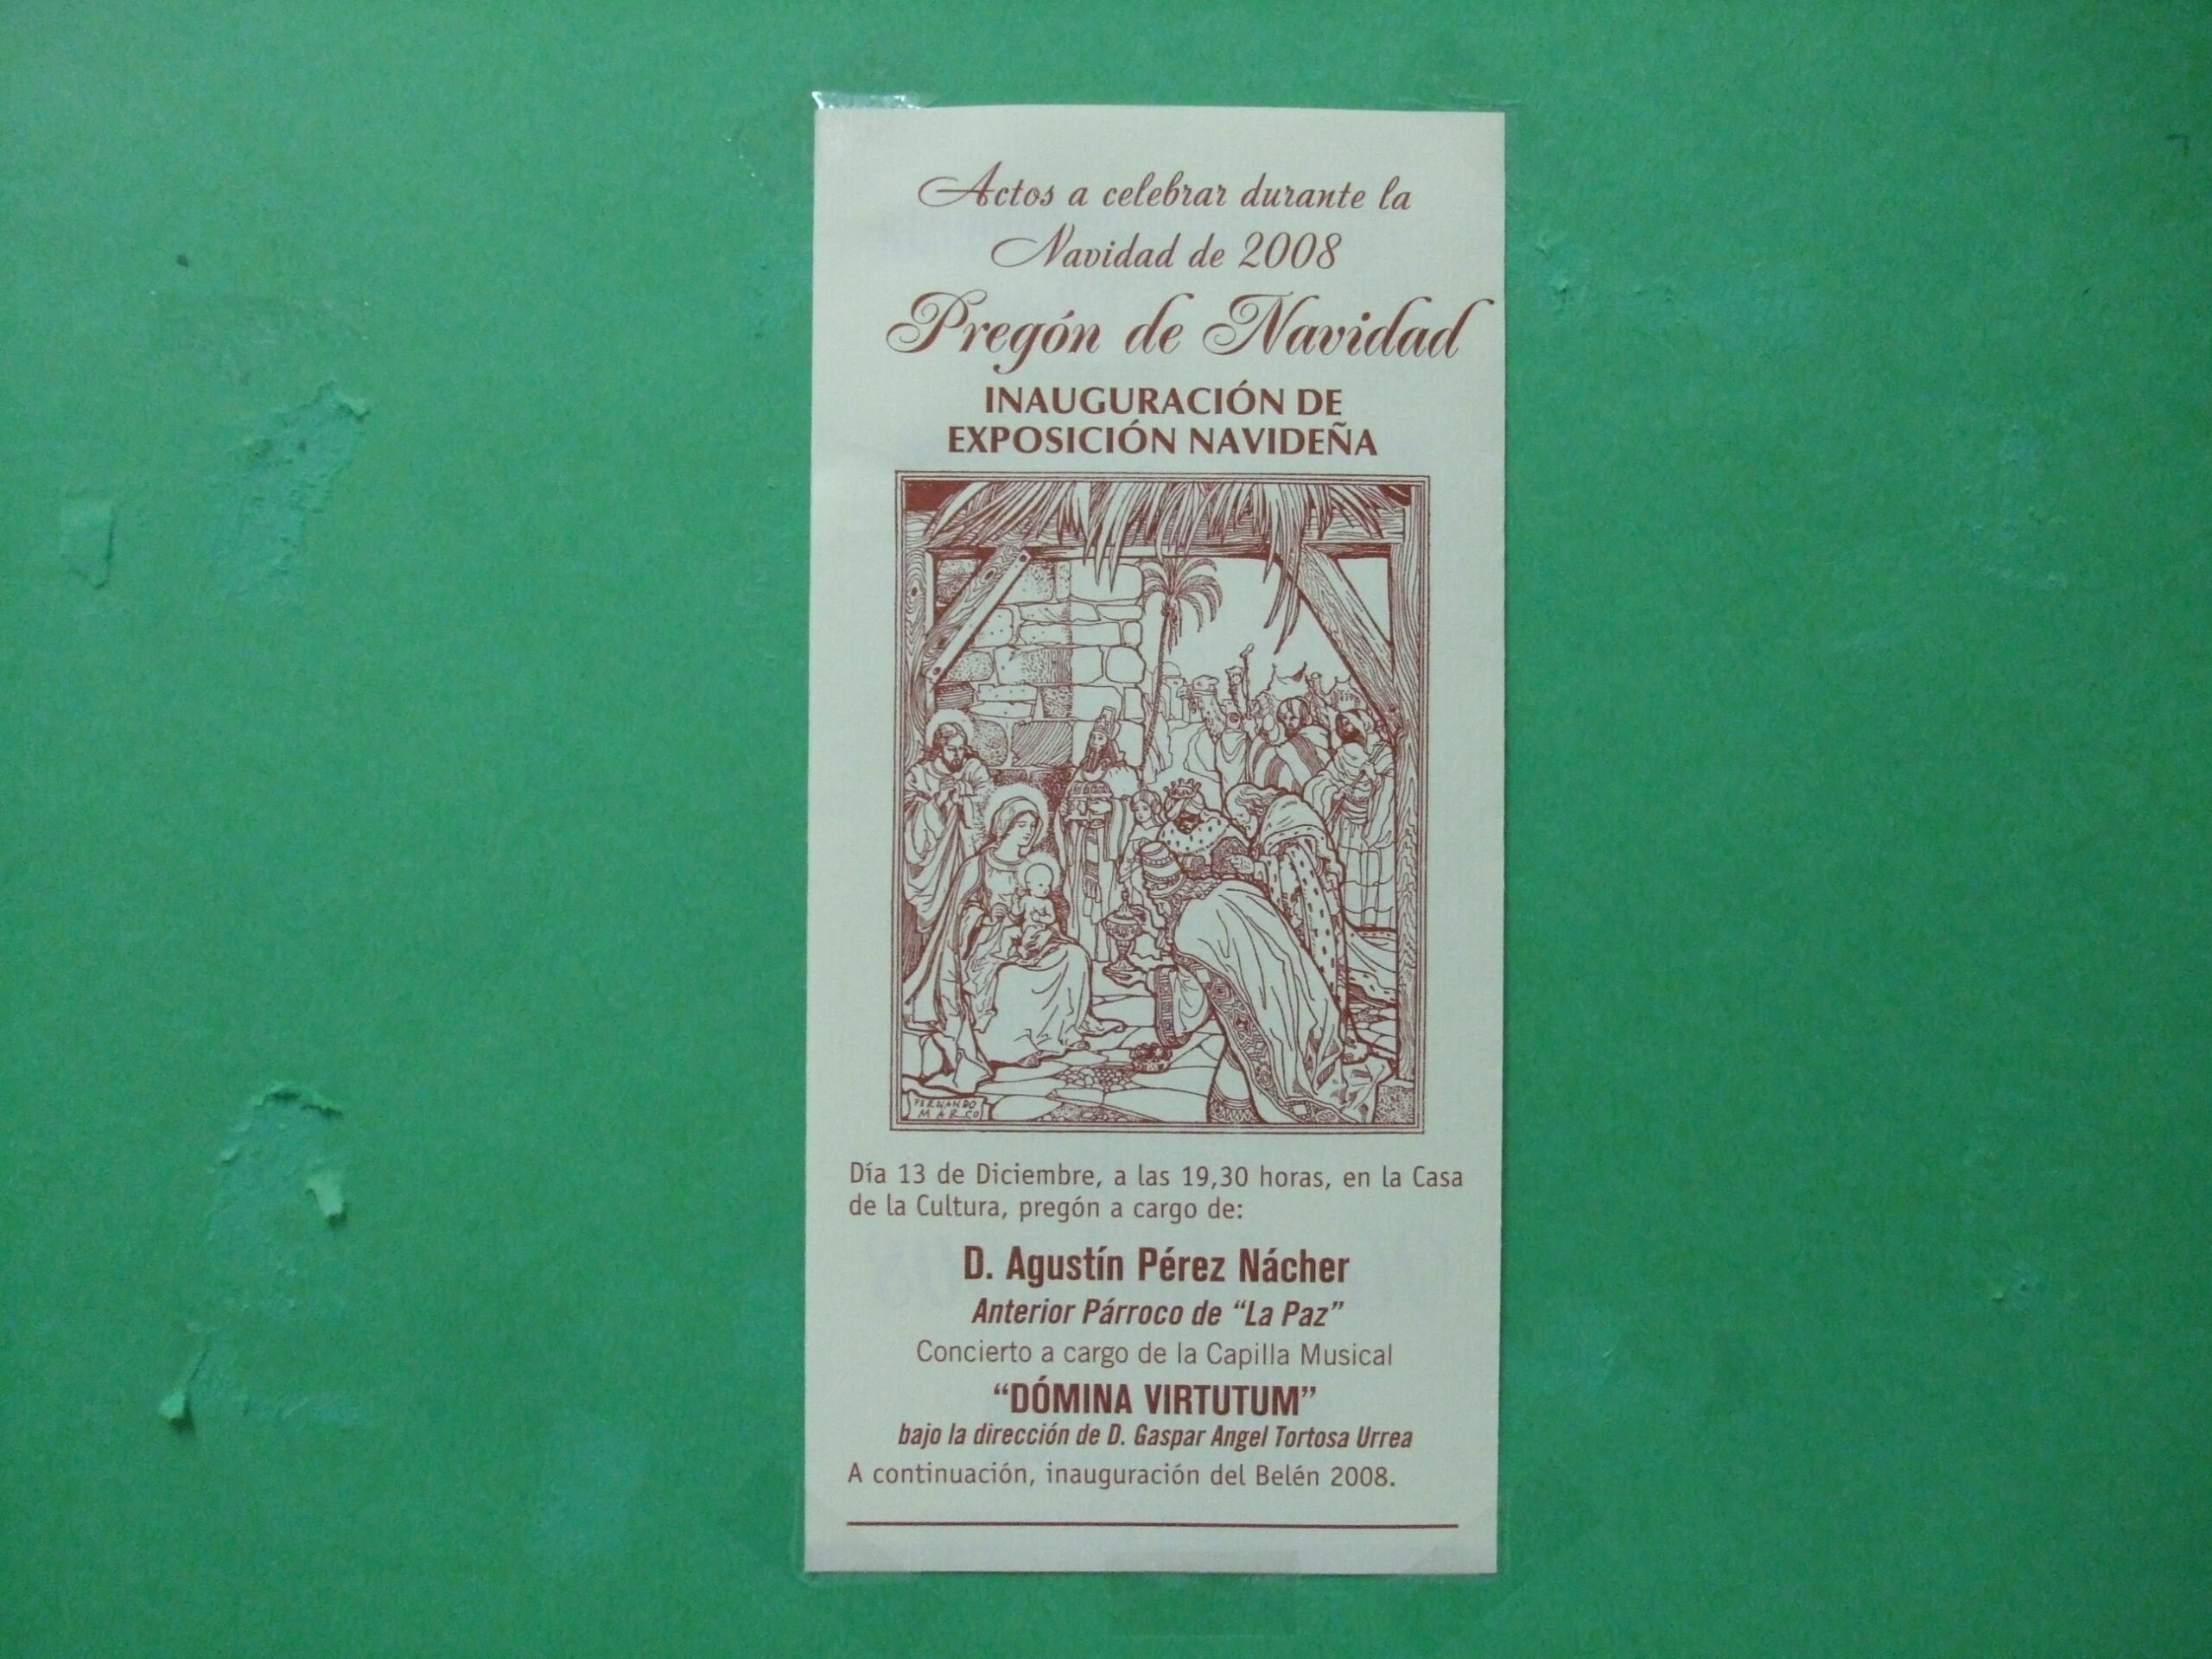 Actos a celebrar durante la
Navidad de 2008
Pregón de Navidad
INAUGURACIÓN DE
EXPOSICIÓN NAVIDEÑA
FERNANDO
MARCO
Día 13 de Diciembre, a las 19,30 horas, en la Casa
de la Cultura, pregón a cargo de:
D. Agustín Pérez Nácher
Anterior Párroco de “La Paz”
Concierto a cargo de la Capilla Musical
“DÓMINA VIRTUTUM”
bajo la dirección de D. Gaspar Angel Tortosa Urrea
A continuación, inauguración del Belén 2008.